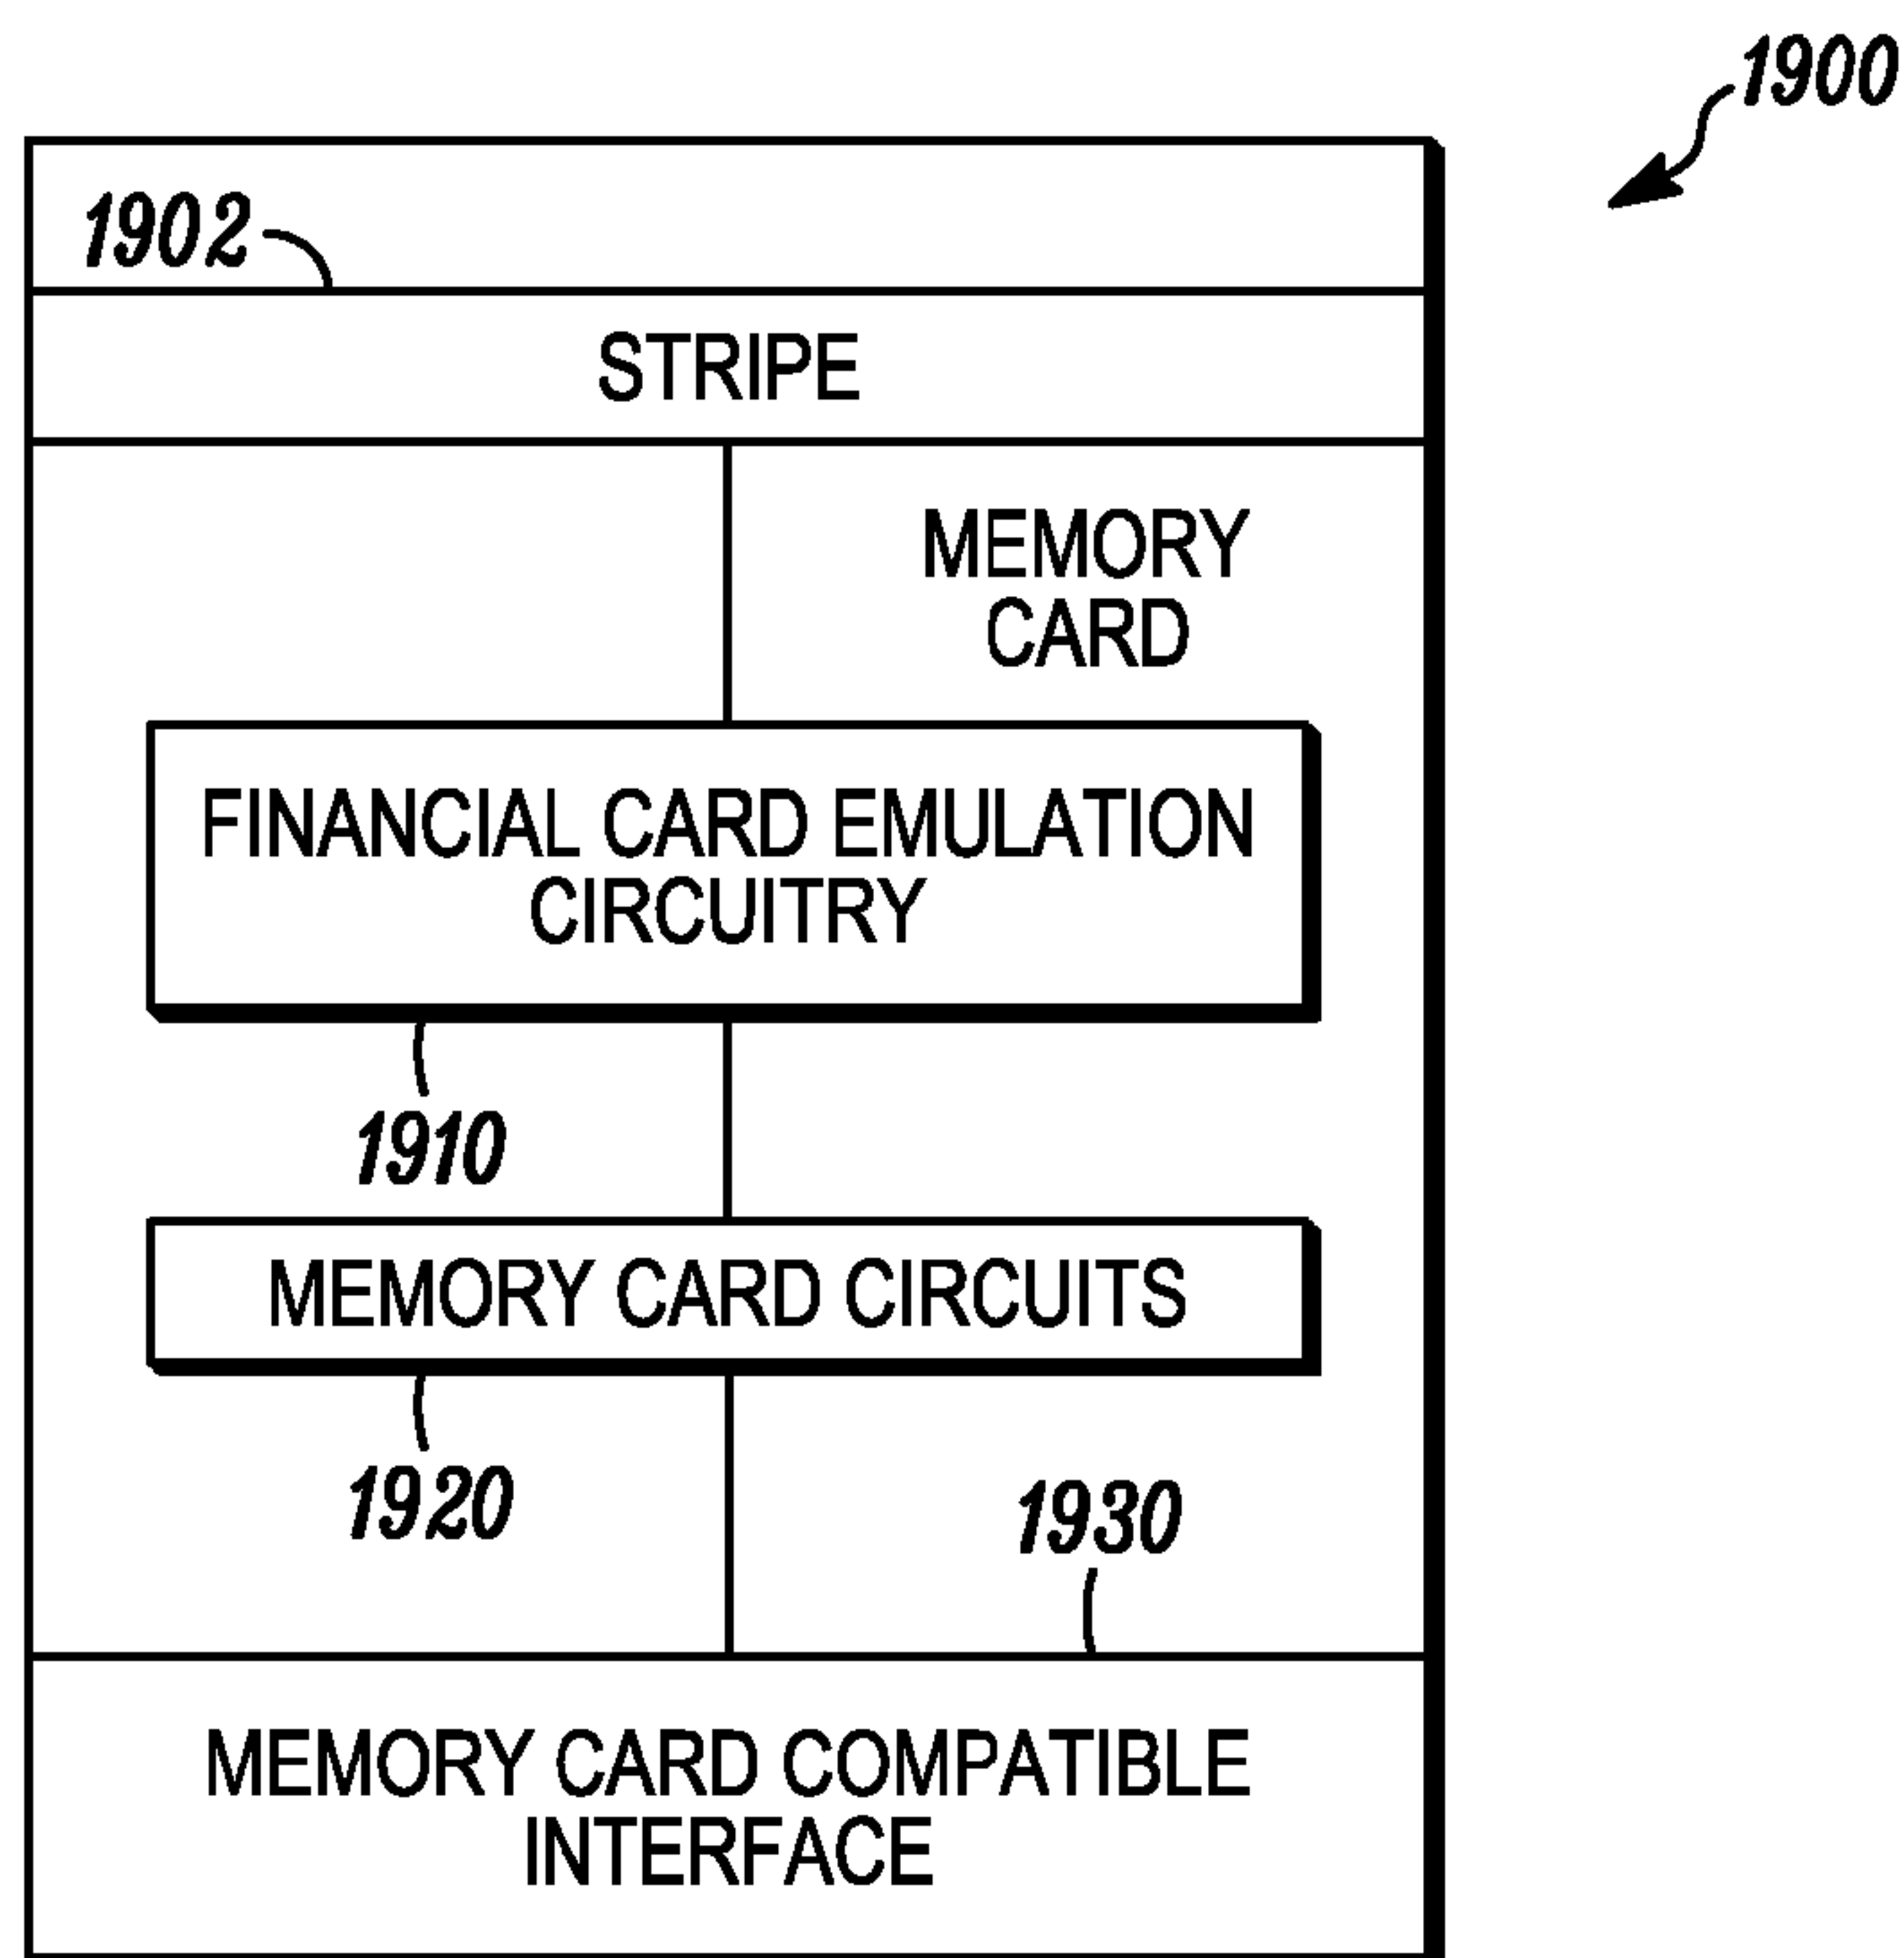 1900
1902
STRIPE
MEMORY
CARD
FINANCIAL CARD EMULATION
CIRCUITRY
1910
MEMORY CARD CIRCUITS
1920
1930
MEMORY CARD COMPATIBLE
INTERFACE